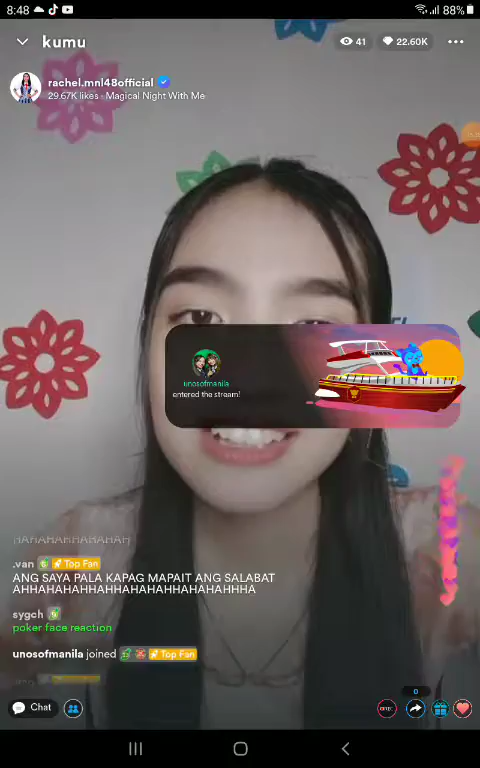 8:48
88%
kumu
41
22.60K
rachel.mnl48official
29.67K likes · Magical Night With Me
unosofmanila
entered the stream!
HAHAHAHHAHAHAH
.van Top Fan
ANG SAYA PALA KAPAG MAPAIT ANG SALABAT
AHHAHAHAHHAHHAHAHAHHAHAHAHHHA
sygch
poker face reaction
unosofmanila joined Top Fan
0
Chat